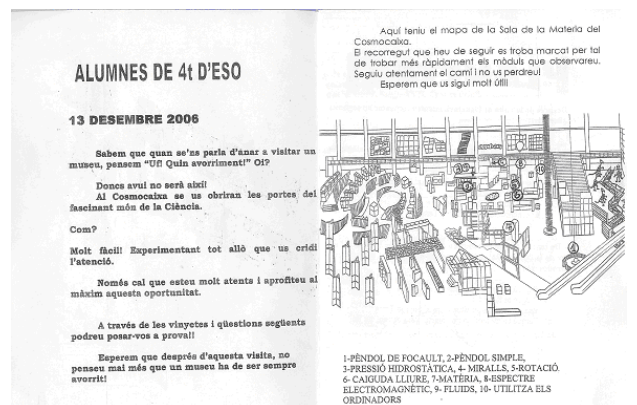 ALUMNES DE 4t D'ESO
13 DESEMBRE 2006
Sabem que quan se'ns parla d'anar a visitar un
museu, pensem "Uf! Quin avorriment!" Oi?
Doncs avui no serà així!
Al Cosmocaixa se us obriran les portes del
fascinant món de la Ciència.
Com?
Molt fàcil! Experimentant tot allò que us cridi
l'atenció.
Només cal que esteu molt atents i aprofiteu al
màxim aquesta oportunitat.
A través de les vinyetes i qüestions següents
podreu posar-vos a prova!!
Esperem que després d'aquesta visita, no
penseu mai més que un museu ha de ser sempre
avorrit!
Aquí teniu el mapa de la Sala de la Matèria del
Cosmocaixa.
El recorregut que heu de seguir es troba marcat per tal
de trobar més ràpidament els mòduls que observareu.
Seguiu atentament el camí i no us perdreu!
Esperem que us sigui molt útil!!
1-PÈNDOL DE FOCAULT, 2-PÈNDOL SIMPLE,
3-PRESSIÓ HIDROSTÀTICA, 4- MIRALLS, 5-ROTACIÓ.
6- CAIGUDA LLIURE, 7-MATÈRIA, 8-ESPECTRE
ELECTROMAGNÈTIC, 9- FLUIDS, 10- UTILITZA ELS
ORDINADORS